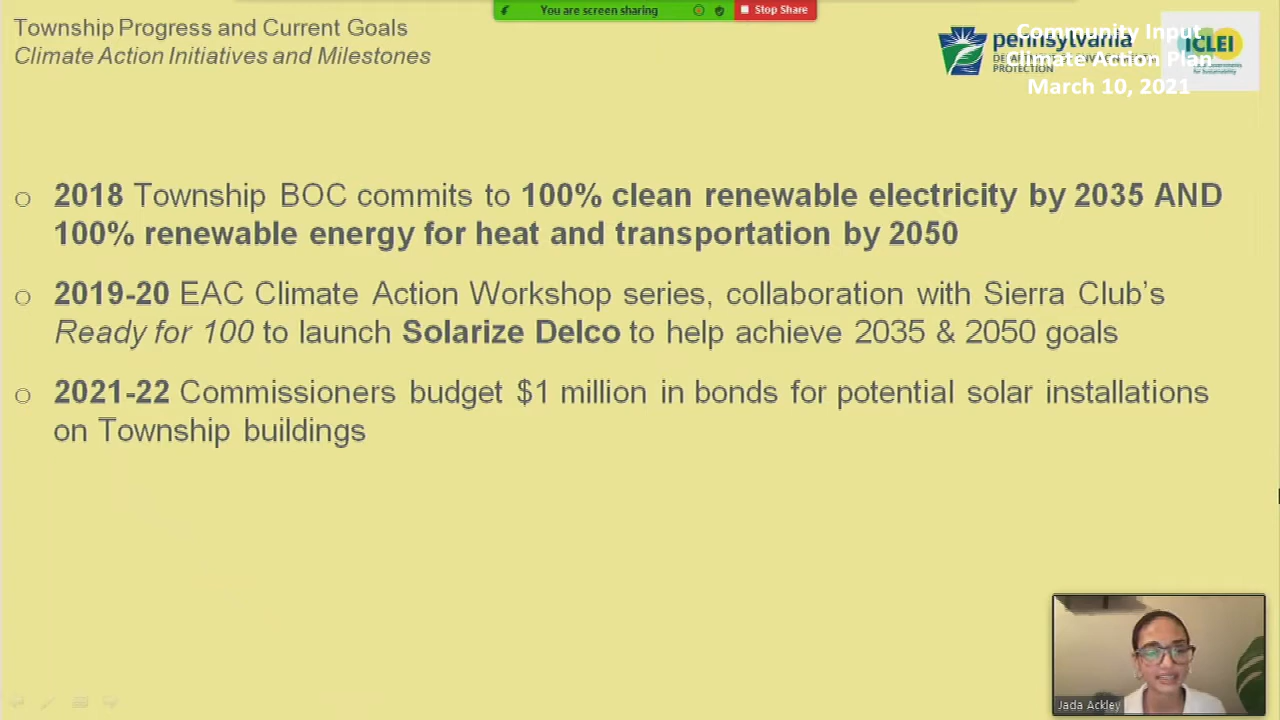 You are screen sharing
Stop Share
Township Progress and Current Goals
Climate Action Initiatives and Milestones
pennsylvania
PROTECTION
ICLEI
Community Input
Climate Action Plan
March 10, 2021
2018 Township BOC commits to 100% clean renewable electricity by 2035 AND
100% renewable energy for heat and transportation by 2050
2019-20 EAC Climate Action Workshop series, collaboration with Sierra Club's
Ready for 100 to launch Solarize Delco to help achieve 2035 & 2050 goals
2021-22 Commissioners budget $1 million in bonds for potential solar installations
on Township buildings
Jada Ackley